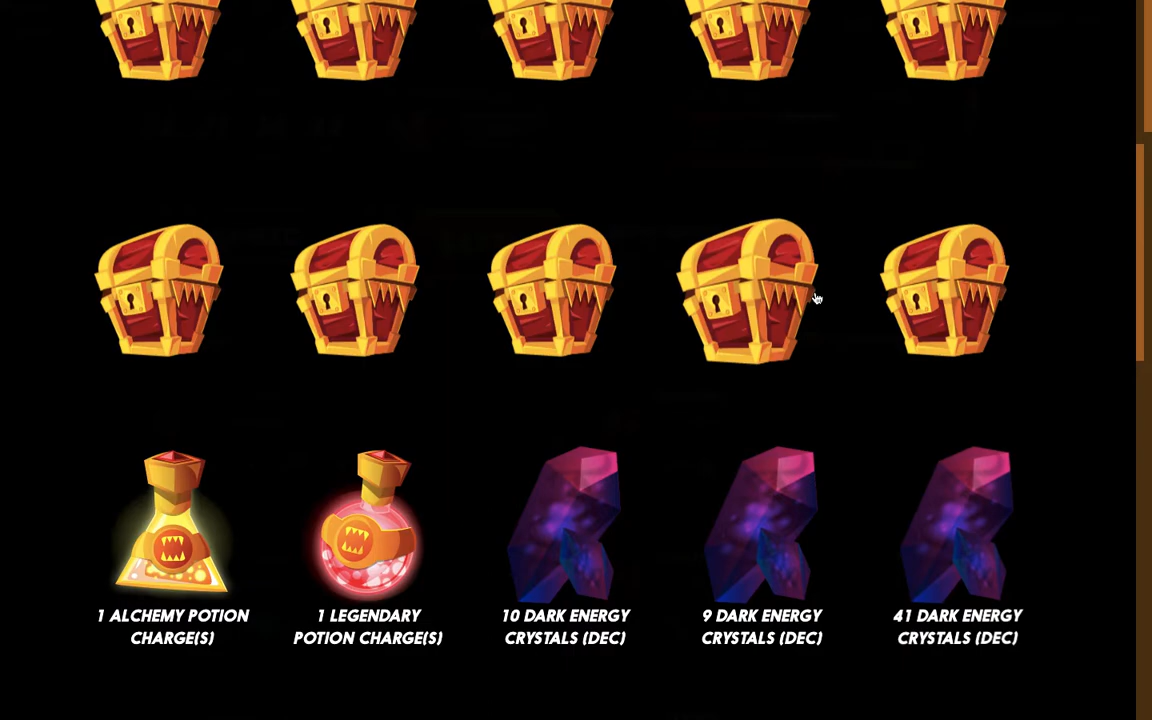 1 ALCHEMY POTION
CHARGE(S)
1 LEGENDARY
POTION CHARGE(S)
10 DARK ENERGY
CRYSTALS (DEC)
9 DARK ENERGY
CRYSTALS (DEC)
41 DARK ENERGY
CRYSTALS (DEC)